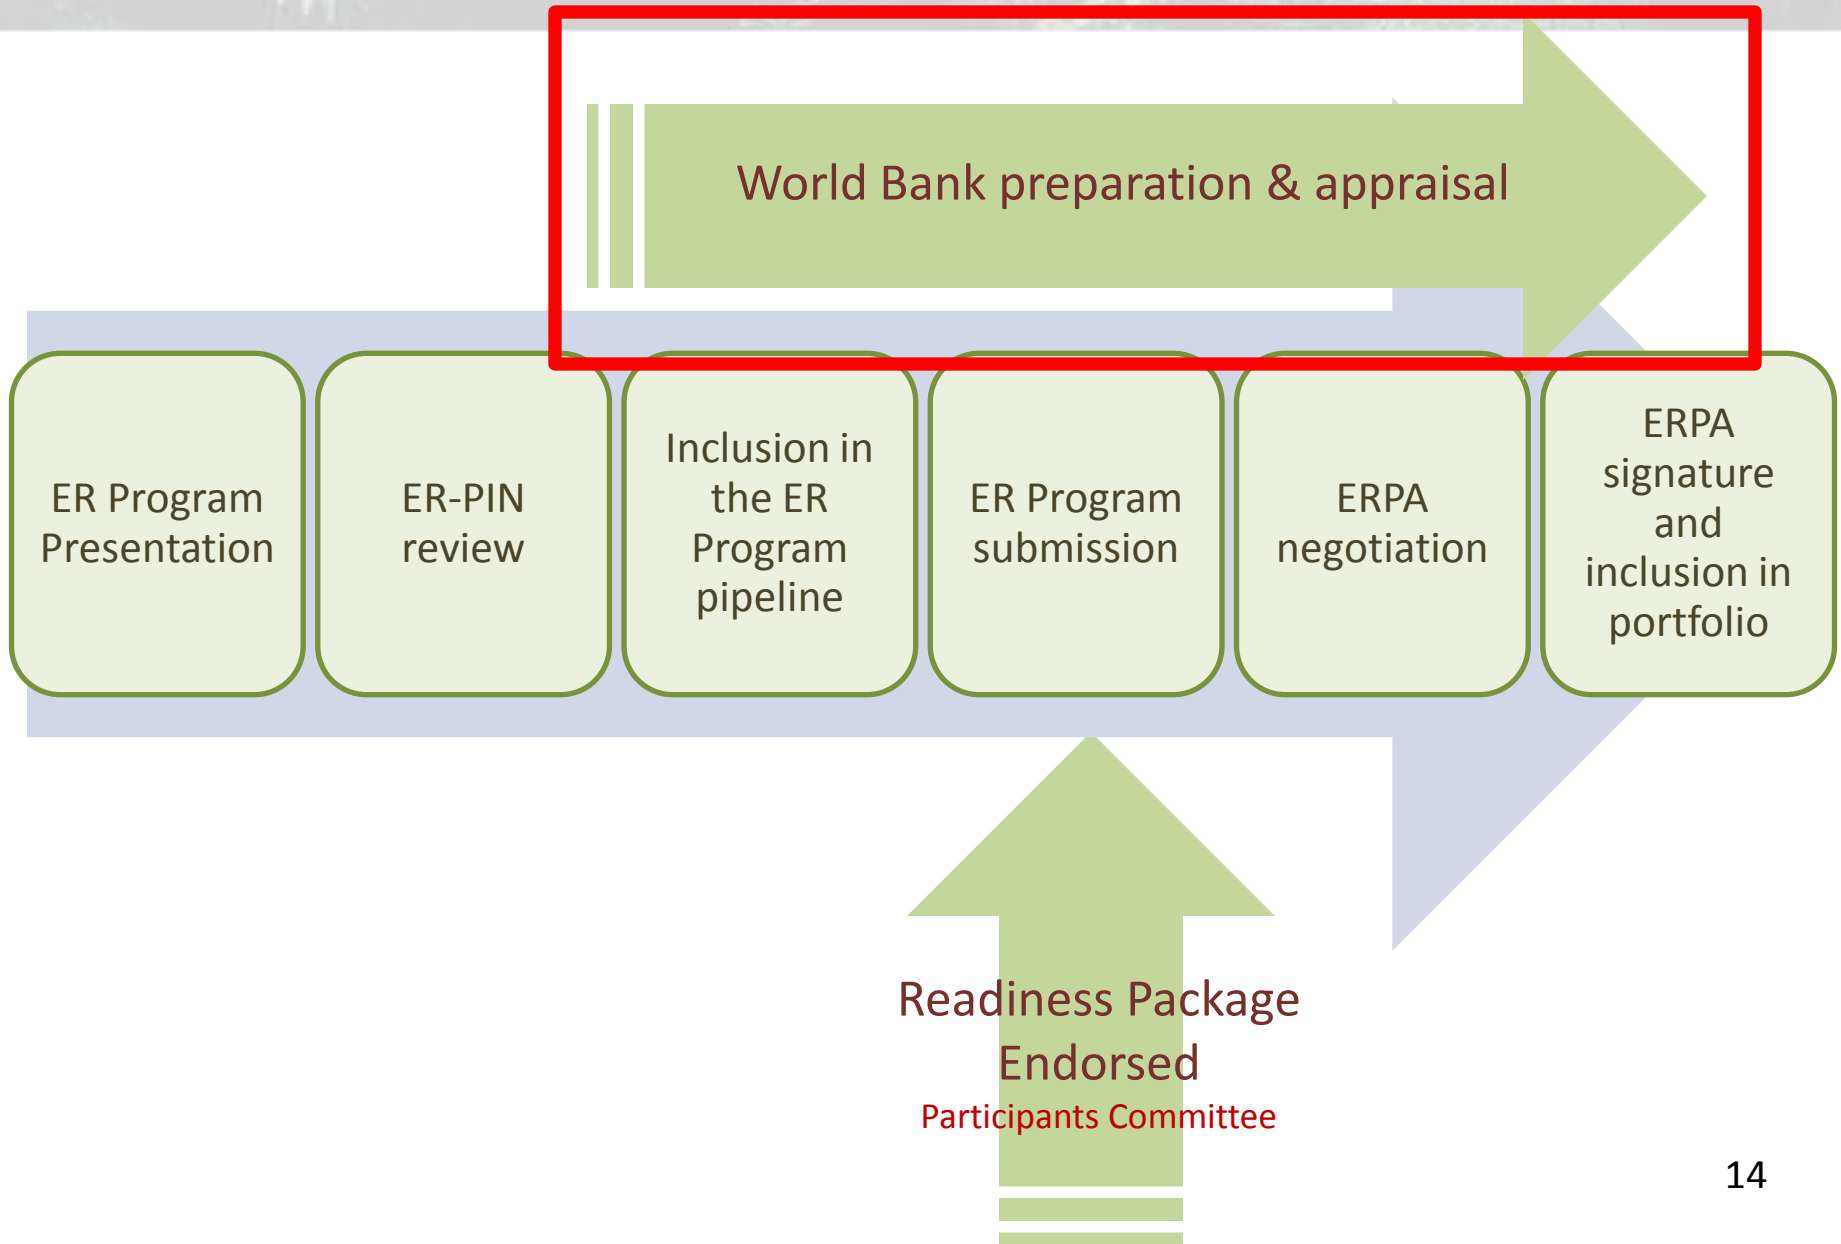 World Bank preparation & appraisal
ER Program
Presentation
ER-PIN
review
Inclusion in
the ER
Program
pipeline
ER Program
submission
ERPA
negotiation
ERPA
signature
and
inclusion in
portfolio
Readiness Package
Endorsed
Participants Committee
14